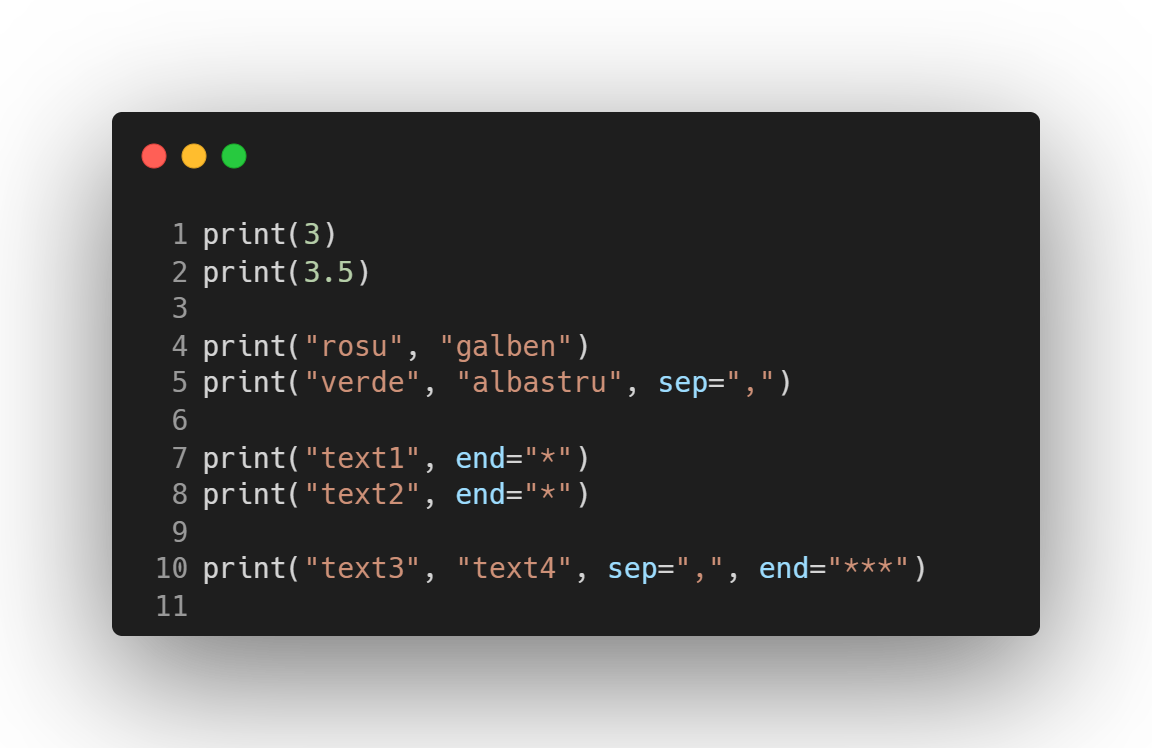 1 print(3)
2 print(3.5)
3
4 print("rosu", "galben")
5 print("verde", "albastru", sep=",")
6
7 print("text1", end="*")
8 print("text2", end="*")
9
10 print("text3", "text4", sep=",", end="***")
11